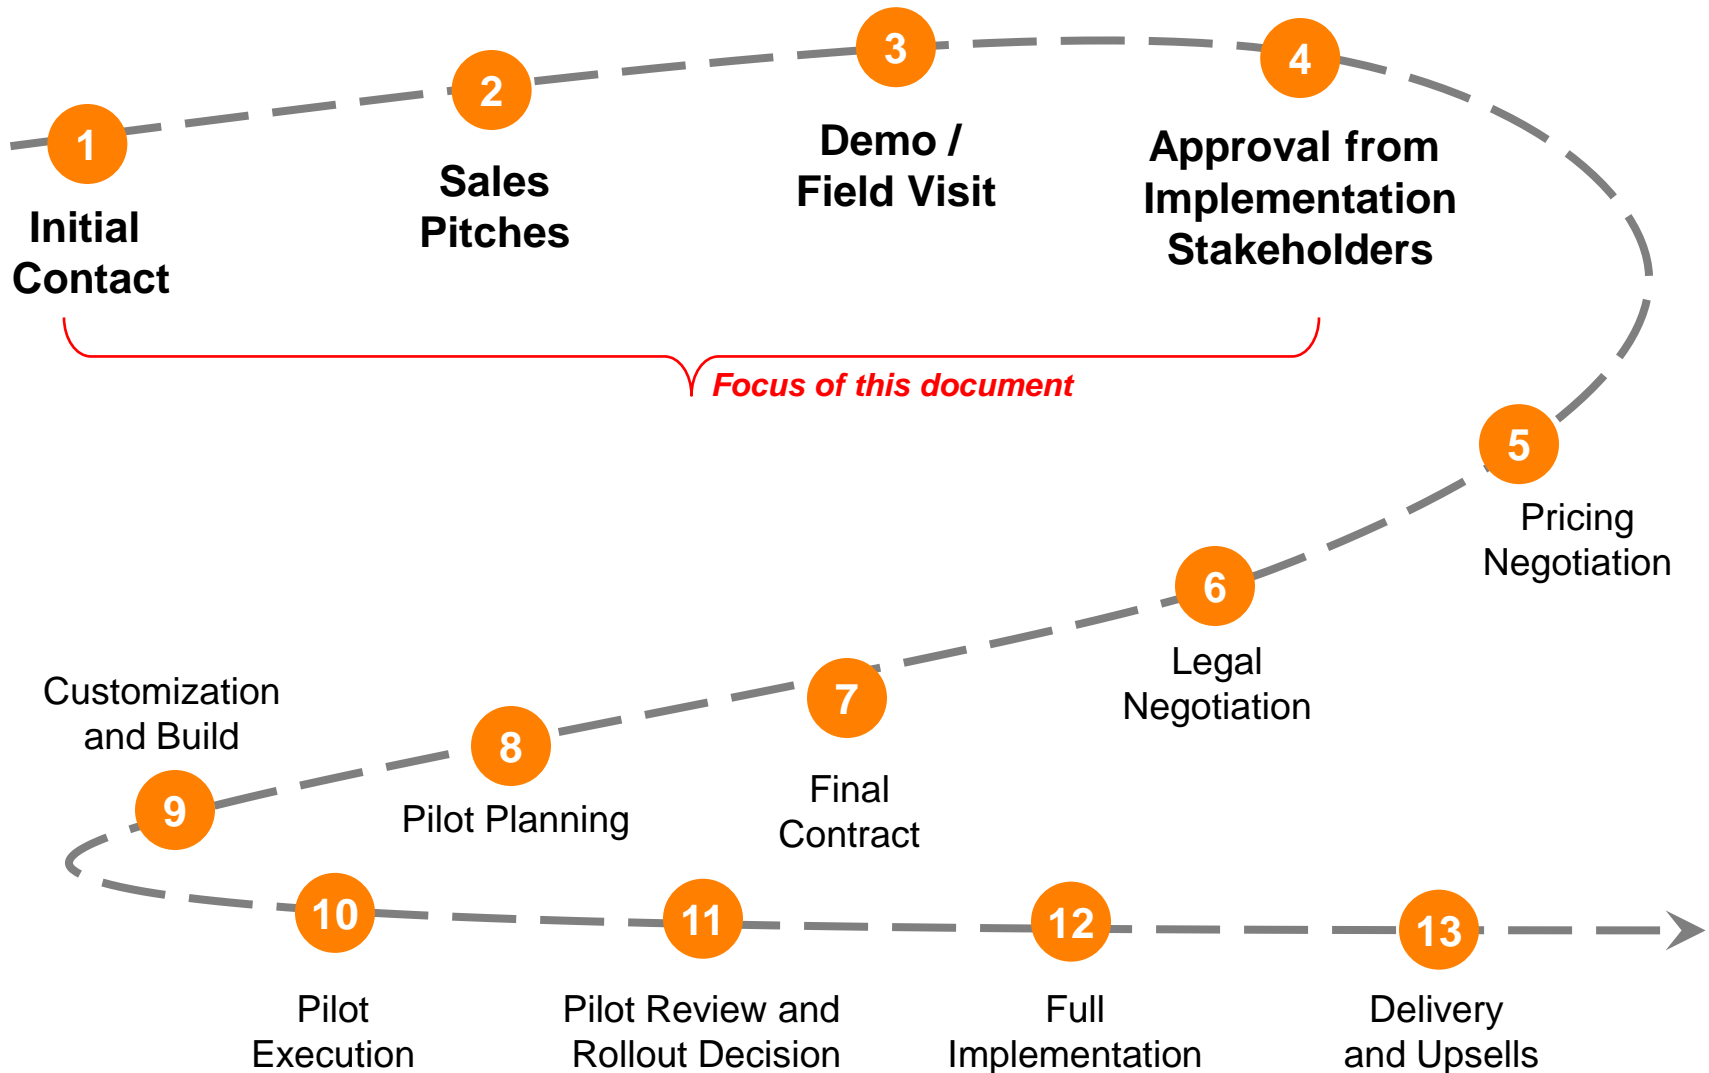 1
Initial
Contact
2
Sales
Pitches
3
Demo /
Field Visit
4
Approval from
Implementation
Stakeholders
Focus of this document
5
Pricing
Negotiation
6
Legal
Negotiation
7
Final
Contract
8
Pilot Planning
Customization
and Build
9
10
Pilot
Execution
11
Pilot Review and
Rollout Decision
12
Full
Implementation
13
Delivery
and Upsells